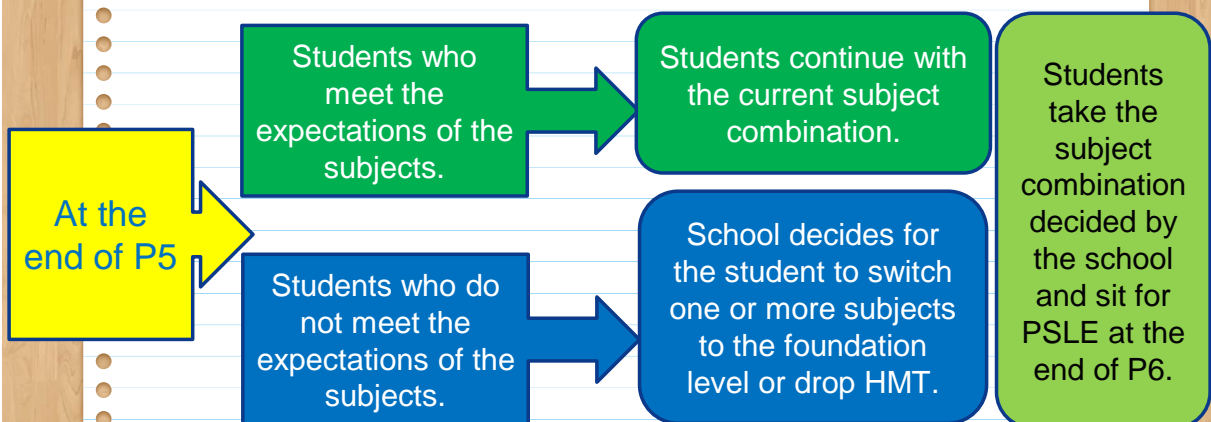 At the
end of P5
Students who
meet the
expectations of the
subjects.
Students continue with
the current subject
combination.
Students who do
not meet the
expectations of the
subjects.
School decides for
the student to switch
one or more subjects
to the foundation
level or drop HMT.
Students
take the
subject
combination
decided by
the school
and sit for
PSLE at the
end of P6.